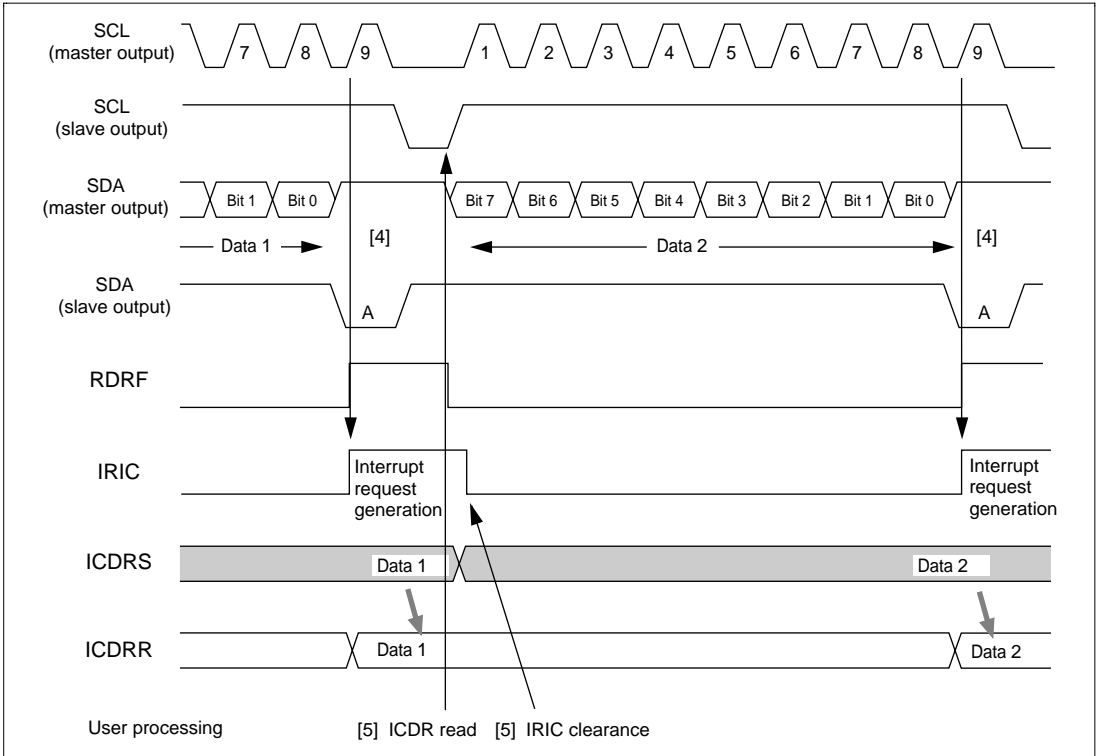 SCL
(master output)
7 8 9 1 2 3 4 5 6 7 8 9
SCL
(slave output)
SDA
(master output)
Bit 1 Bit 0 Bit 7 Bit 6 Bit 5 Bit 4 Bit 3 Bit 2 Bit 1 Bit 0
Data 1 [4] Data 2 [4]
SDA
(slave output)
A A
RDRF
IRIC
Interrupt
request
generation
Interrupt
request
generation
ICDRS
Data 1 Data 2
ICDRR
Data 1 Data 2
User processing [5] ICDR read [5] IRIC clearance